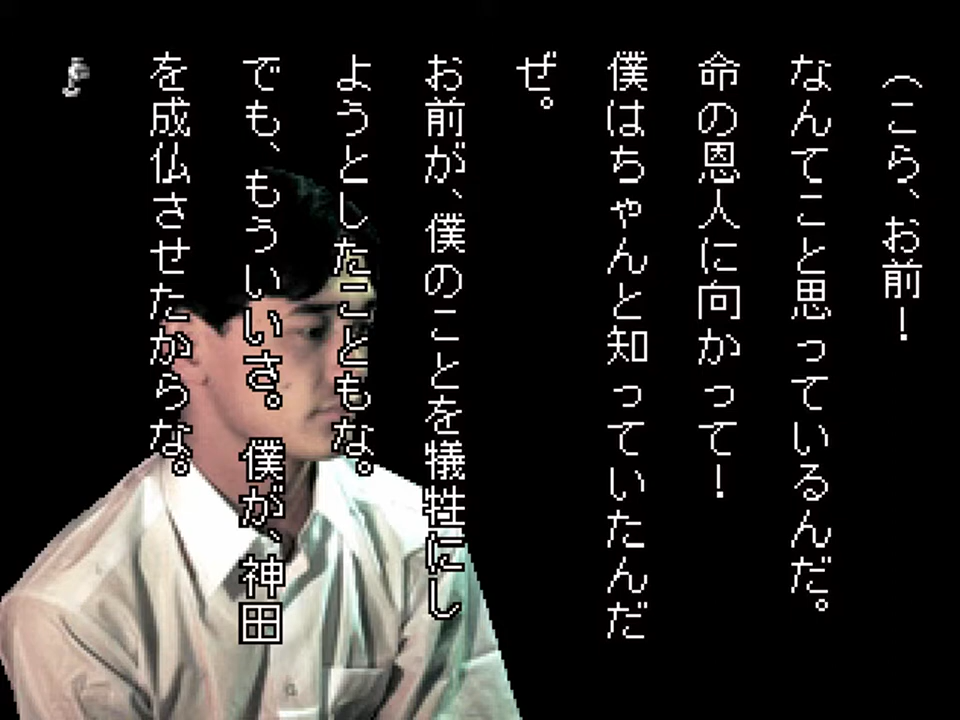 （こら、お前！
なんてこと思っているんだ。
命の恩人に向かって！
僕はちゃんと知っていたんだ
ぜ。
お前が、僕のことを犠牲にし
ようとしたこともな。
でも、もういいさ。　僕が、神田
を成仏させたからな。